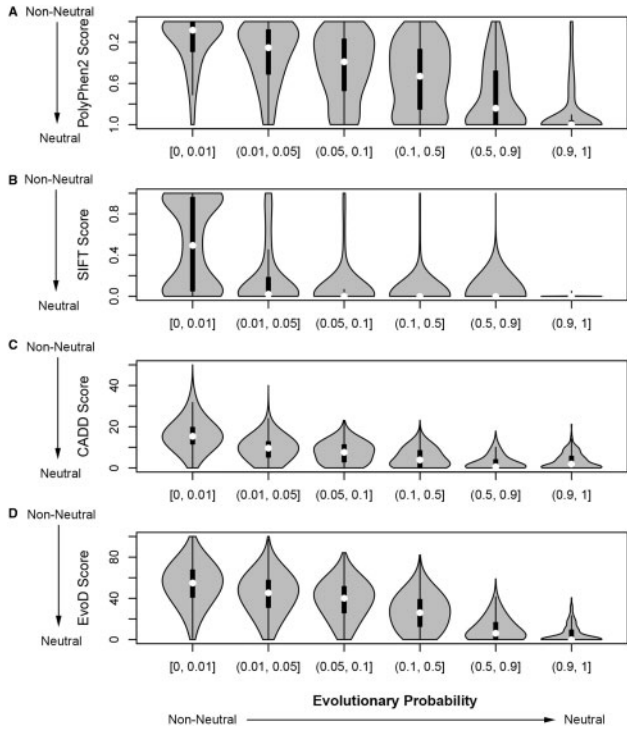 A
Non-Neutral
Neutral
PolyPhen2 Score
0.2
0.6
1.0
[0, 0.01]
(0.01, 0.05]
(0.05, 0.1]
(0.1, 0.5]
(0.5, 0.9]
(0.9, 1]
B
Non-Neutral
Neutral
SIFT Score
0.8
0.4
0.0
[0, 0.01]
(0.01, 0.05]
(0.05, 0.1]
(0.1, 0.5]
(0.5, 0.9]
(0.9, 1]
C
Non-Neutral
Neutral
CADD Score
40
20
0
[0, 0.01]
(0.01, 0.05]
(0.05, 0.1]
(0.1, 0.5]
(0.5, 0.9]
(0.9, 1]
D
Non-Neutral
Neutral
EvoD Score
80
40
0
[0, 0.01]
(0.01, 0.05]
(0.05, 0.1]
(0.1, 0.5]
(0.5, 0.9]
(0.9, 1]
Evolutionary Probability
Non-Neutral
Neutral